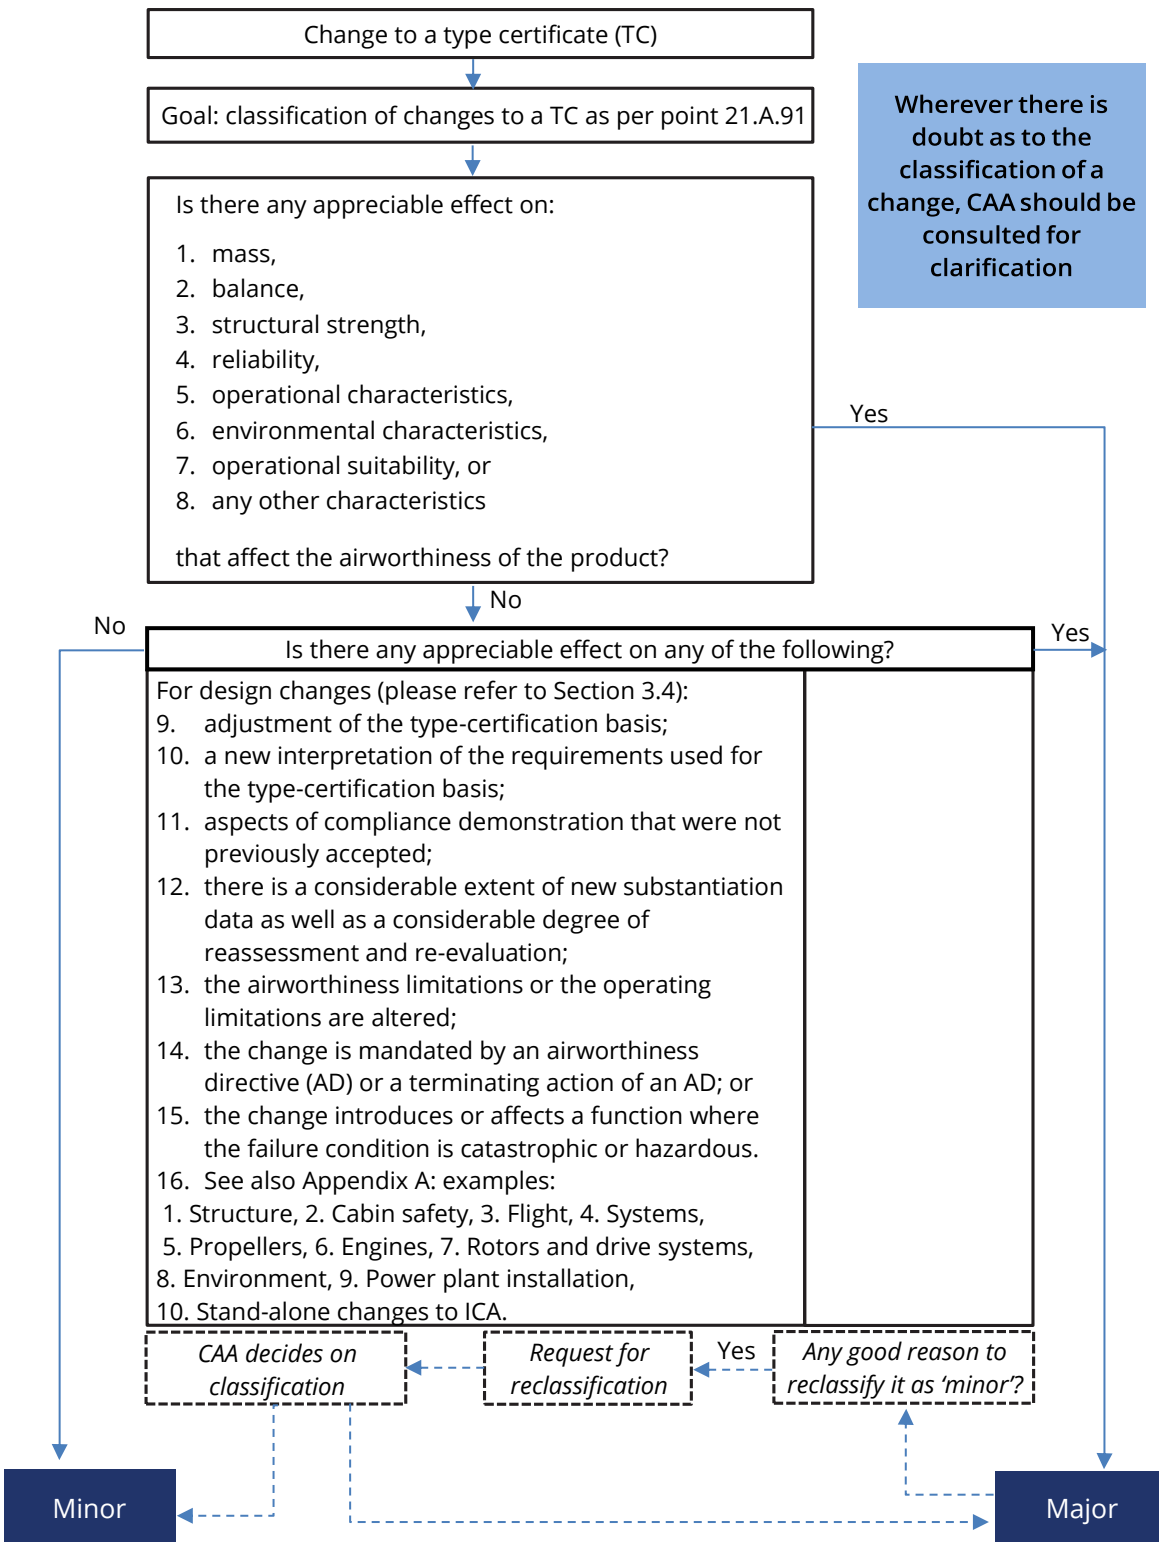 Change to a type certificate (TC)
Goal: classification of changes to a TC as per point 21.A.91
Wherever there is
doubt as to the
classification of a
change, CAA should be
consulted for
clarification
Is there any appreciable effect on:
1. mass,
2. balance,
3. structural strength,
4. reliability,
5. operational characteristics,
6. environmental characteristics,
7. operational suitability, or
8. any other characteristics
that affect the airworthiness of the product?
Yes
No
No
Yes
Is there any appreciable effect on any of the following?
For design changes (please refer to Section 3.4):
9. adjustment of the type-certification basis;
10. a new interpretation of the requirements used for
the type-certification basis;
11. aspects of compliance demonstration that were not
previously accepted;
12. there is a considerable extent of new substantiation
data as well as a considerable degree of
reassessment and re-evaluation;
13. the airworthiness limitations or the operating
limitations are altered;
14. the change is mandated by an airworthiness
directive (AD) or a terminating action of an AD; or
15. the change introduces or affects a function where
the failure condition is catastrophic or hazardous.
16. See also Appendix A: examples:
1. Structure, 2. Cabin safety, 3. Flight, 4. Systems,
5. Propellers, 6. Engines, 7. Rotors and drive systems,
8. Environment, 9. Power plant installation,
10. Stand-alone changes to ICA.
CAA decides on
classification
Request for
reclassification
Yes
Any good reason to
reclassify it as ‘minor’?
Minor
Major